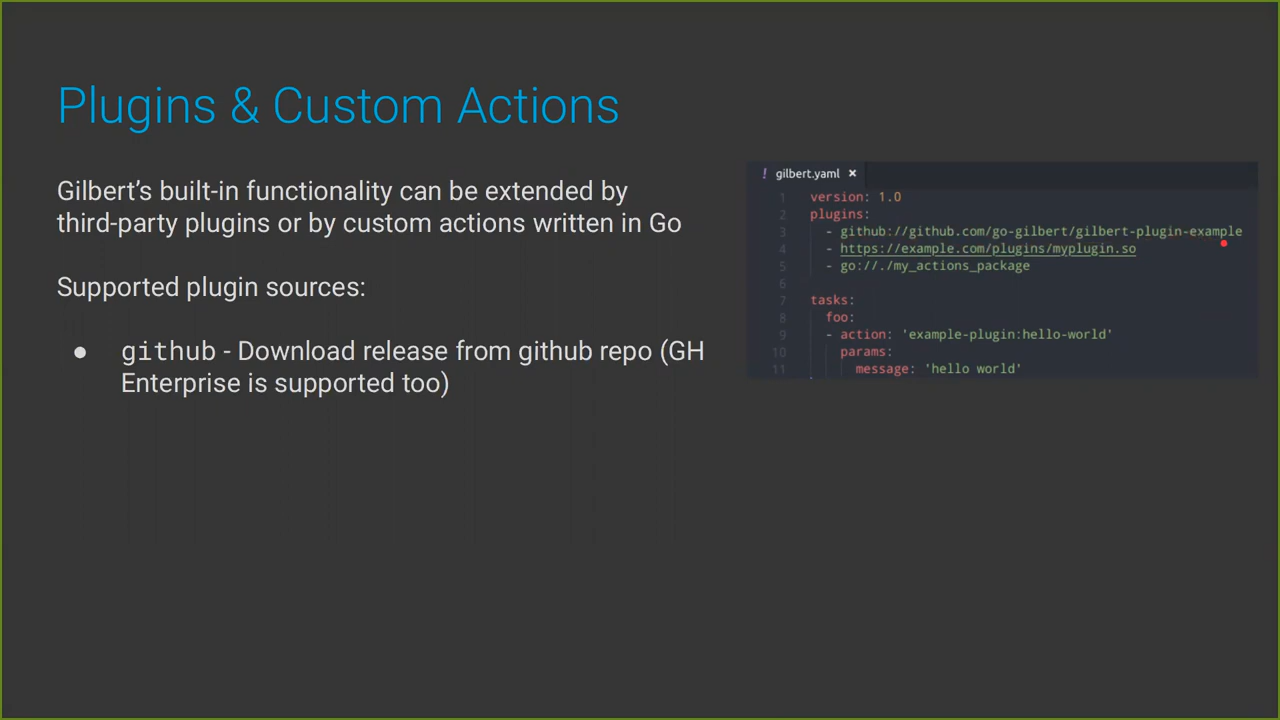 Plugins & Custom Actions
Gilbert’s built-in functionality can be extended by
third-party plugins or by custom actions written in Go
Supported plugin sources:
● github - Download release from github repo (GH
Enterprise is supported too)
! gilbert.yaml ×
1 version: 1.0
2 plugins:
3 - github://github.com/go-gilbert/gilbert-plugin-example
4 - https://example.com/plugins/myplugin.so
5 - go://./my_actions_package
6
7 tasks:
8 foo:
9 - action: 'example-plugin:hello-world'
10 params:
11 message: 'hello world'